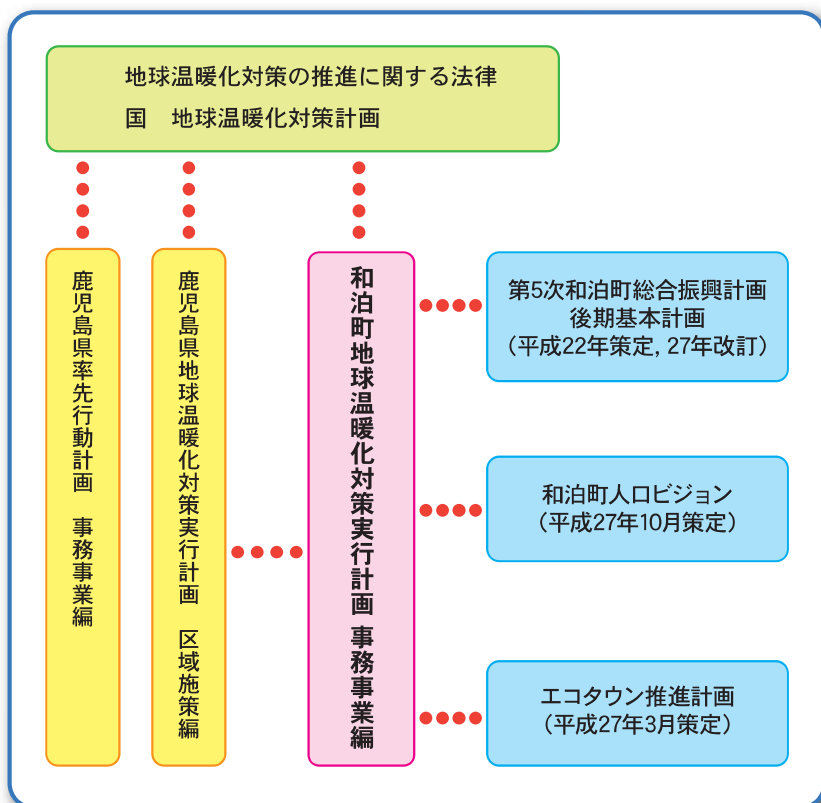 地球温暖化対策の推進に関する法律
国　地球温暖化対策計画
鹿児島県率先行動計画　事務事業編
鹿児島県地球温暖化対策実行計画　区域施策編
和泊町地球温暖化対策実行計画 事務事業編
第5次和泊町総合振興計画
後期基本計画
（平成22年策定, 27年改訂）
和泊町人口ビジョン
（平成27年10月策定）
エコタウン推進計画
（平成27年3月策定）